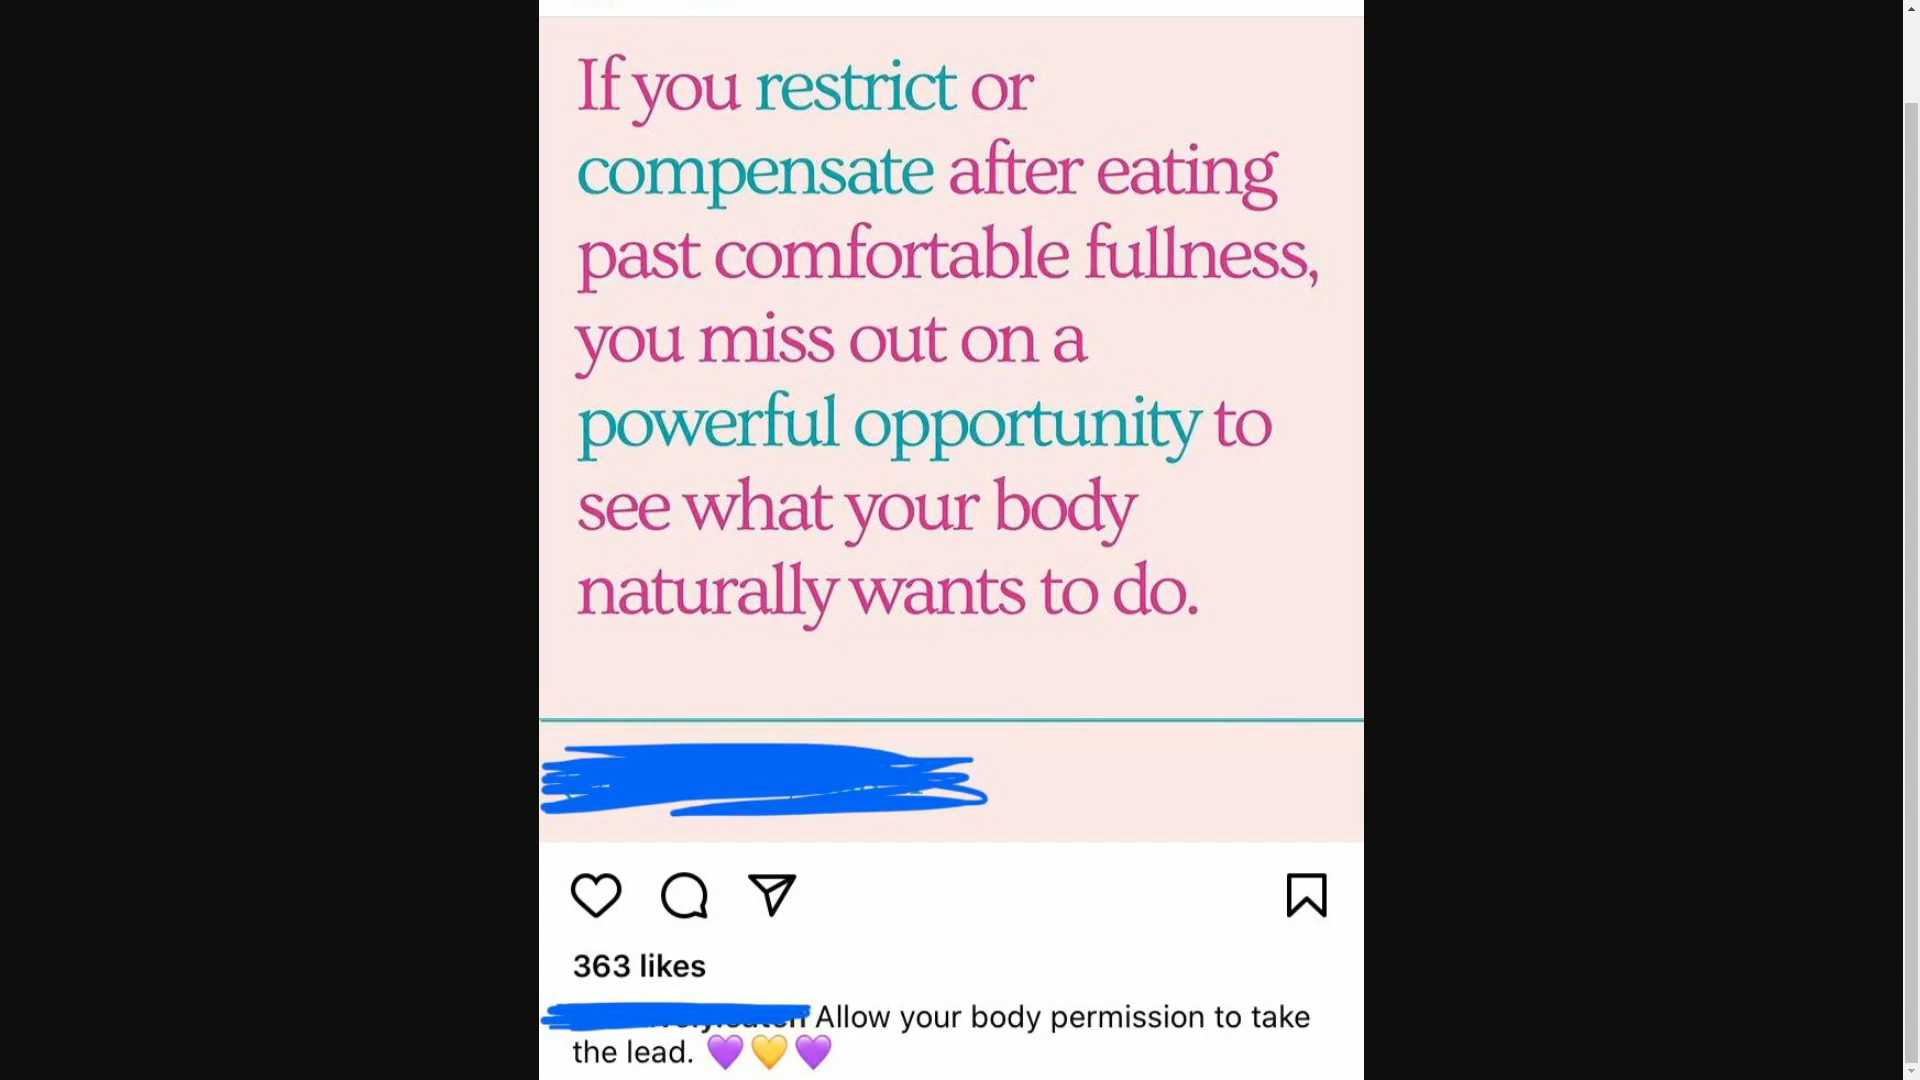 If you restrict or
compensate after eating
past comfortable fullness,
you miss out on a
powerful opportunity to
see what your body
naturally wants to do.
363 likes
Allow your body permission to take
the lead. 💜💛💜